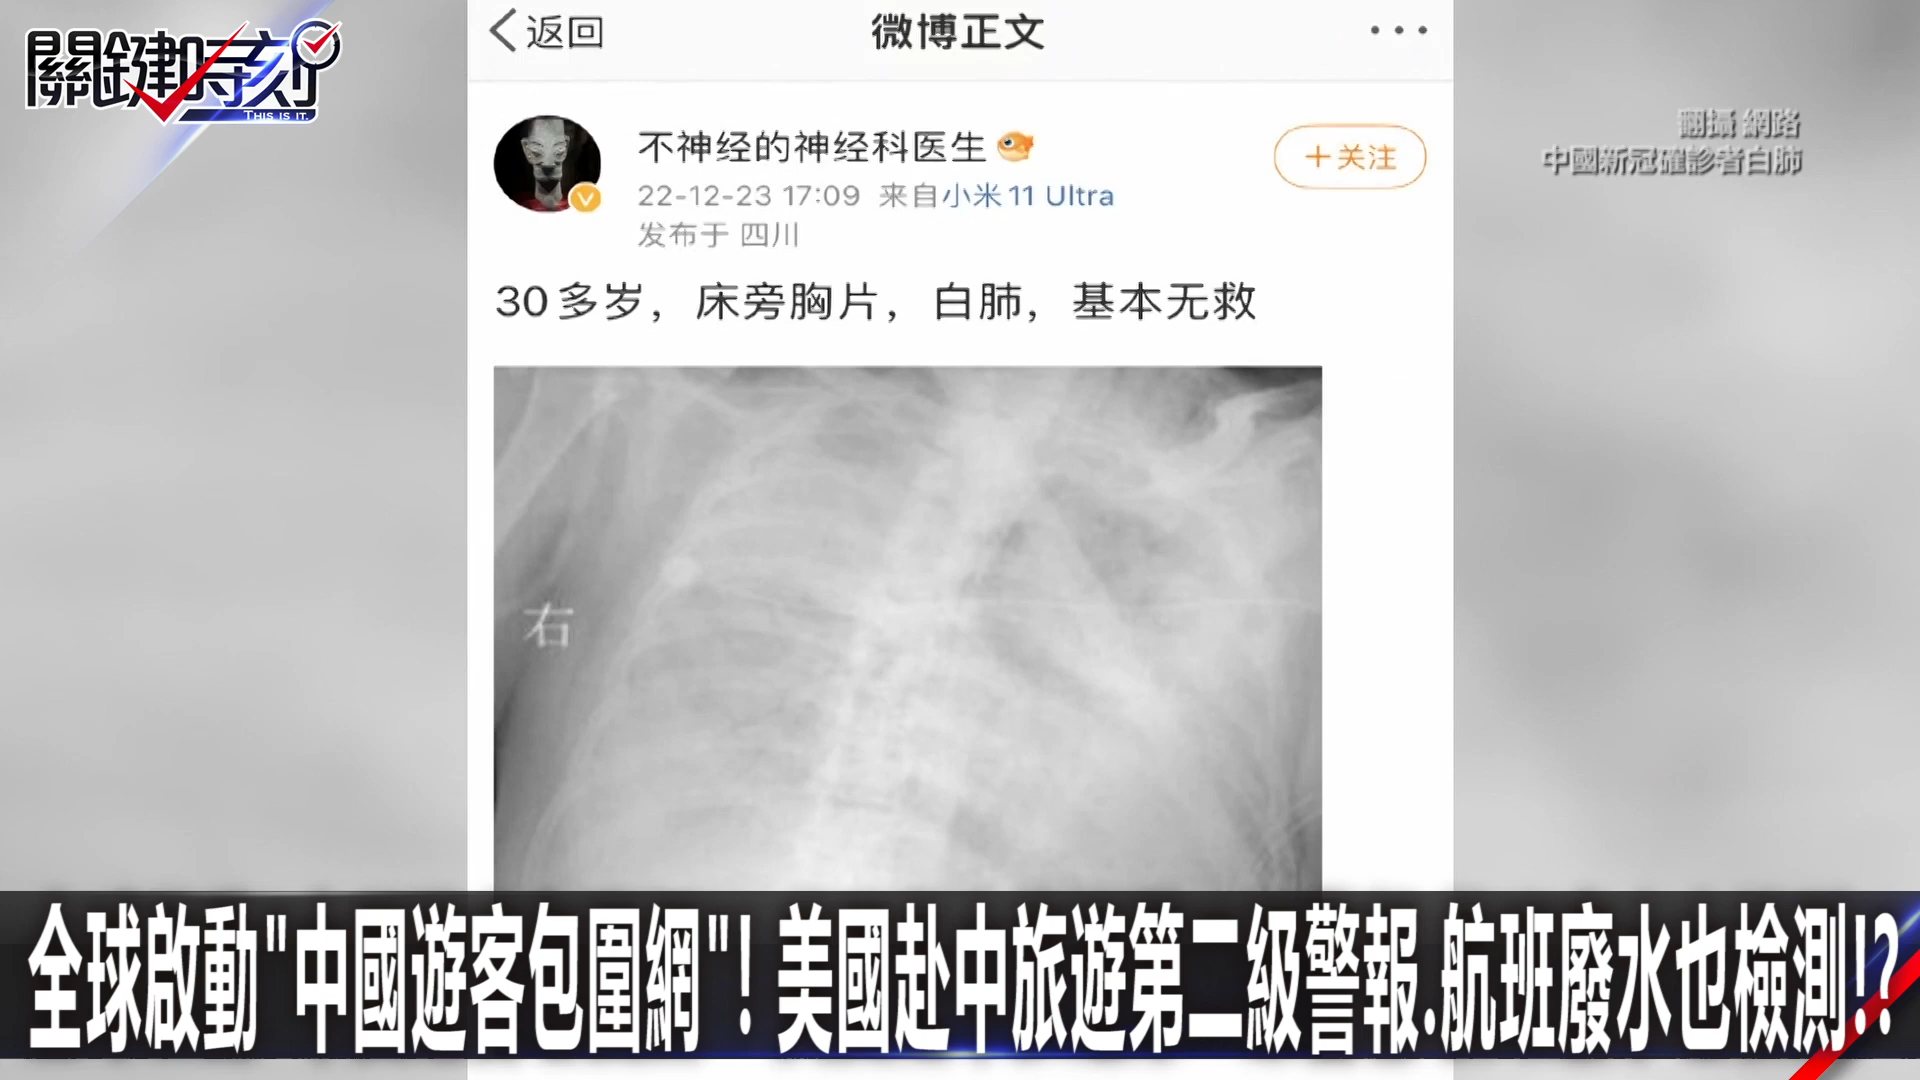 關鍵時刻
THIS IS IT.
返回
微博正文
翻攝 網路
中國新冠確診者白肺
不神经的神经科医生
+关注
22-12-23 17:09 来自小米11 Ultra
发布于 四川
30多岁，床旁胸片，白肺，基本无救
右
全球啟動"中國遊客包圍網"! 美國赴中旅遊第二級警報.航班廢水也檢測!?